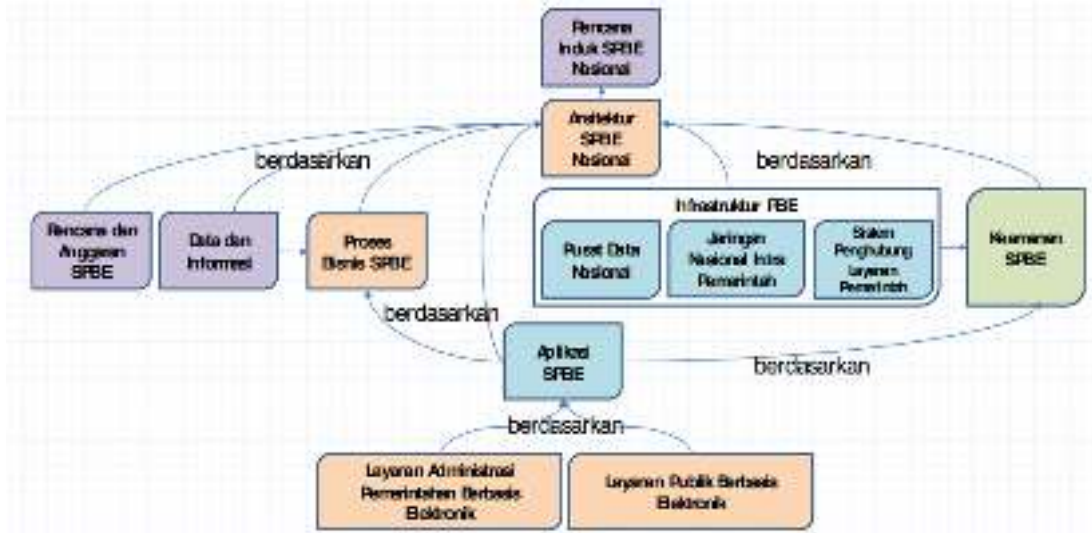 Rencana
Induk SPBE
Nasional
Arsitektur
SPBE
Nasional
berdasarkan
berdasarkan
Rencana dan
Anggaran
SPBE
Data dan
Informasi
Proses
Bisnis SPBE
Infrastruktur PBE
Pusat Data
Nasional
Jaringan
Nasional Intra
Pemerintah
Sistem
Penghubung
Layanan
Pemerintah
Keamanan
SPBE
berdasarkan
Aplikasi
SPBE
berdasarkan
berdasarkan
Layanan Administrasi
Pemerintahan Berbasis
Elektronik
Layanan Publik Berbasis
Elektronik